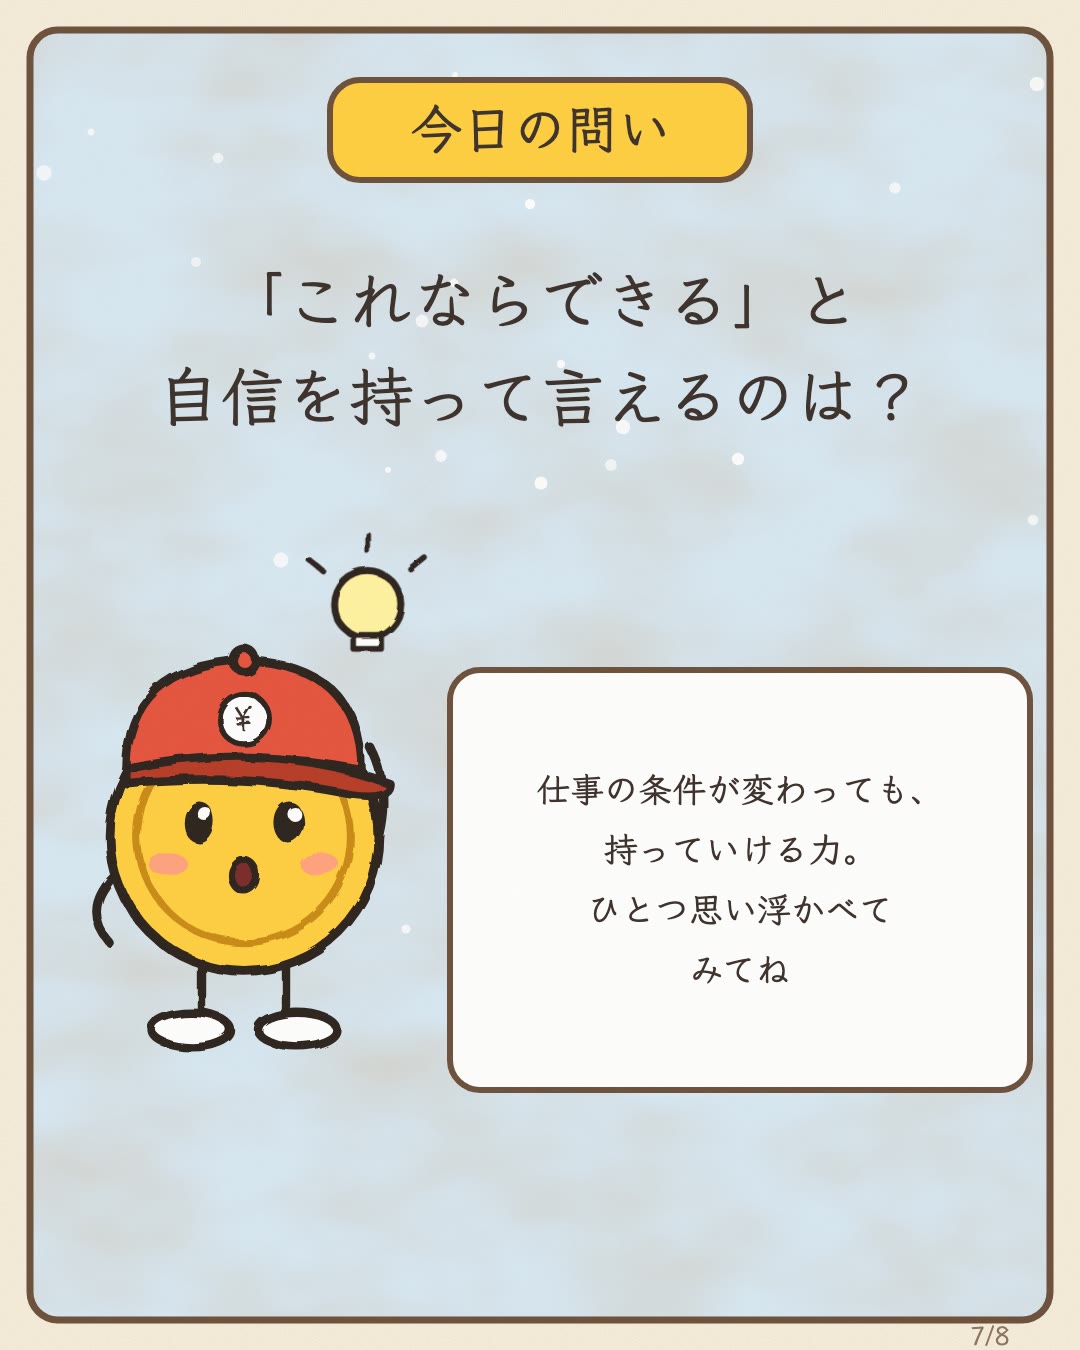 今日の問い
「これならできる」と
自信を持って言えるのは？
¥
仕事の条件が変わっても、
持っていける力。
ひとつ思い浮かべて
みてね
7/8